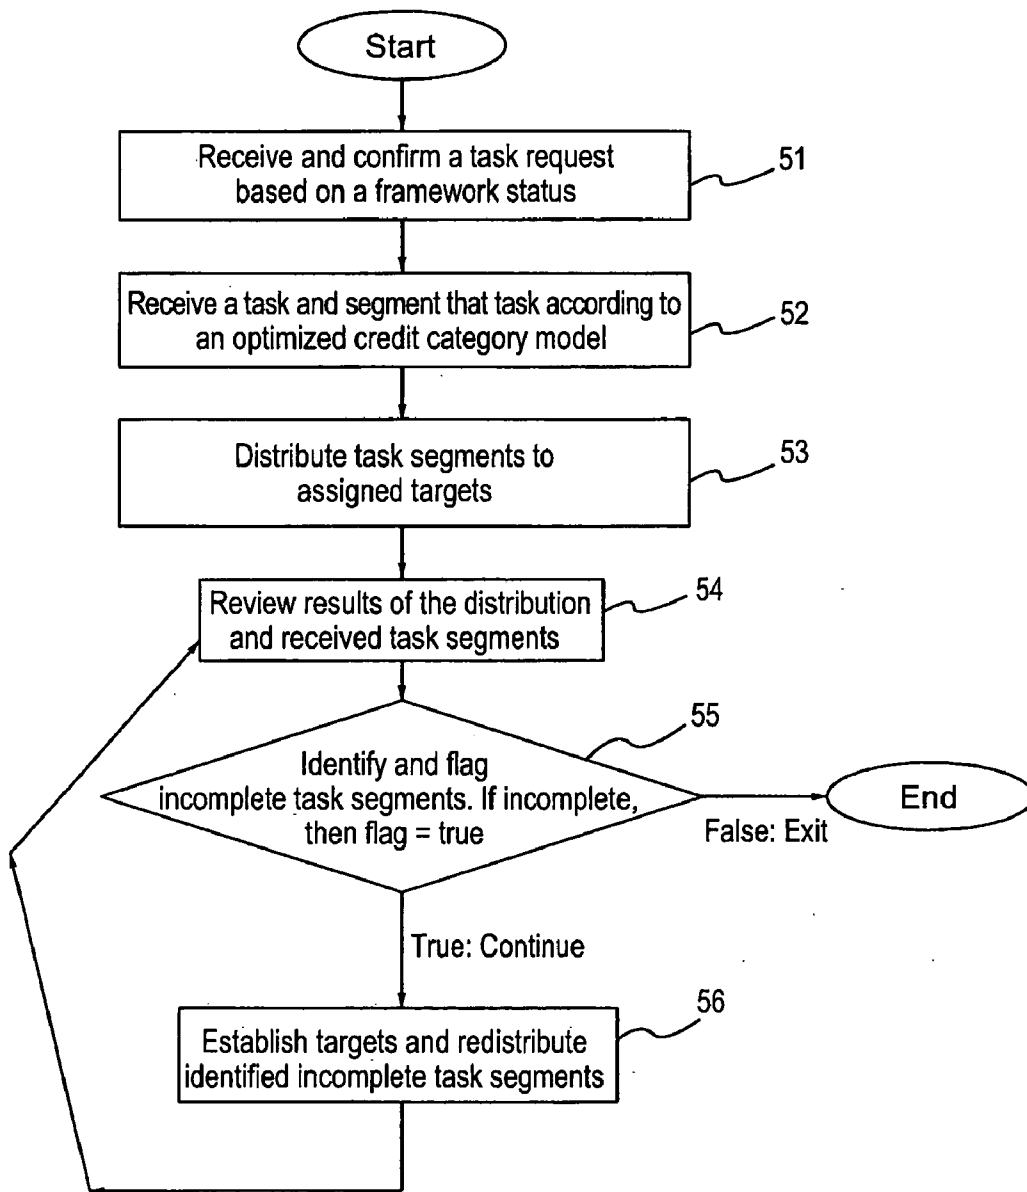 Start
Receive and confirm a task request
based on a framework status
51
Receive a task and segment that task according to
an optimized credit category model
52
Distribute task segments to
assigned targets
53
Review results of the distribution
and received task segments
54
Identify and flag
incomplete task segments. If incomplete,
then flag = true
55
False: Exit
End
True: Continue
Establish targets and redistribute
identified incomplete task segments
56